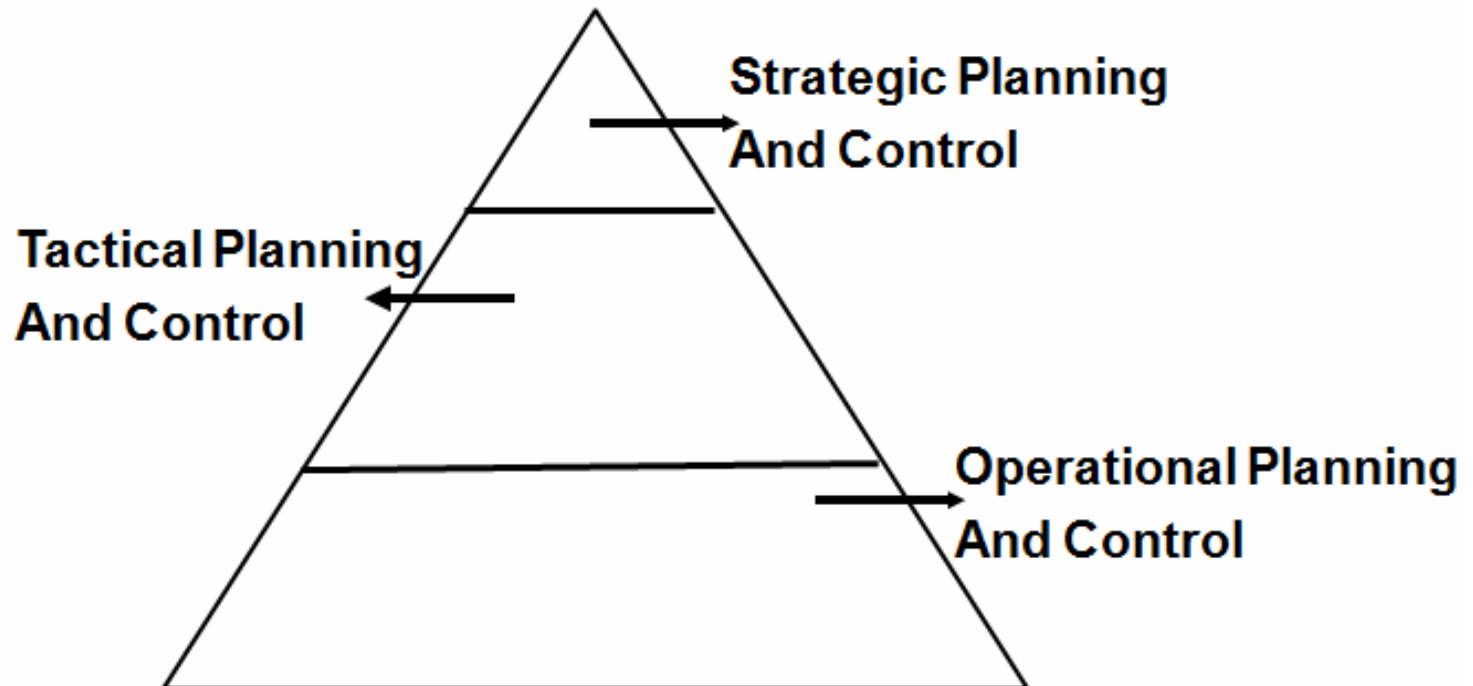 Strategic Planning
And Control
Tactical Planning
And Control
Operational Planning
And Control